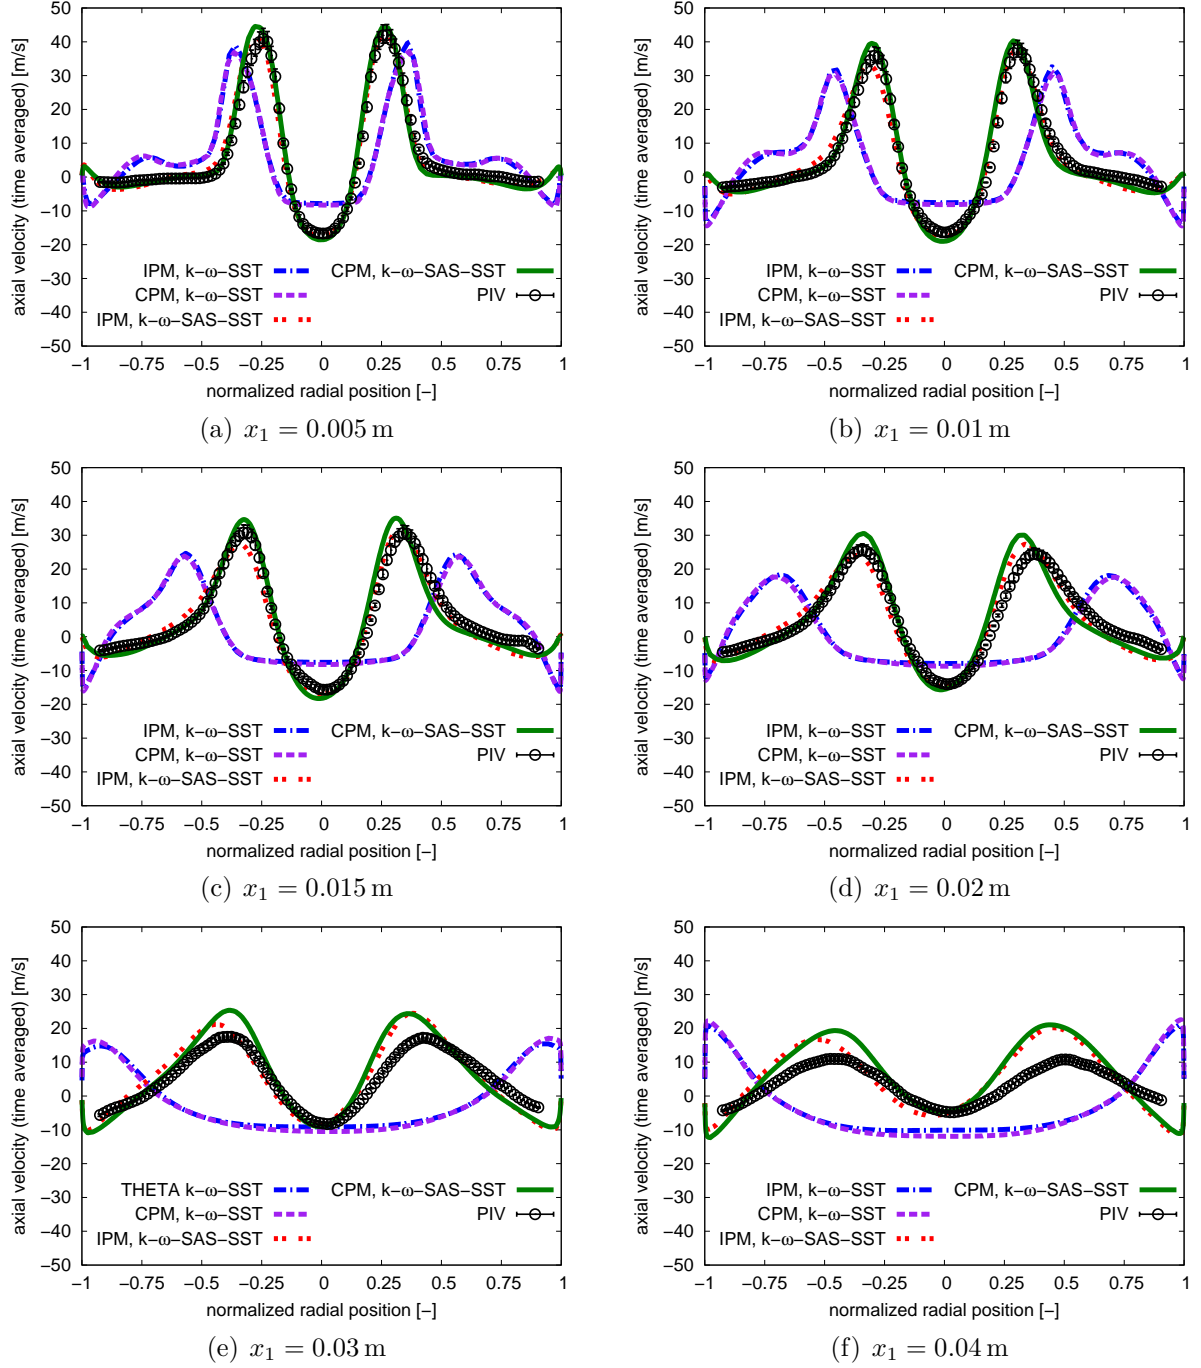 axial velocity (time averaged) [m/s]
50
40
30
20
10
0
−10
−20
−30
−40
−50
IPM, k−ω−SST
CPM, k−ω−SST
IPM, k−ω−SAS−SST
CPM, k−ω−SAS−SST
PIV
−1 −0.75 −0.5 −0.25 0 0.25 0.5 0.75 1
normalized radial position [−]
(a) x₁ = 0.005 m
axial velocity (time averaged) [m/s]
50
40
30
20
10
0
−10
−20
−30
−40
−50
IPM, k−ω−SST
CPM, k−ω−SST
IPM, k−ω−SAS−SST
CPM, k−ω−SAS−SST
PIV
−1 −0.75 −0.5 −0.25 0 0.25 0.5 0.75 1
normalized radial position [−]
(b) x₁ = 0.01 m
axial velocity (time averaged) [m/s]
50
40
30
20
10
0
−10
−20
−30
−40
−50
IPM, k−ω−SST
CPM, k−ω−SST
IPM, k−ω−SAS−SST
CPM, k−ω−SAS−SST
PIV
−1 −0.75 −0.5 −0.25 0 0.25 0.5 0.75 1
normalized radial position [−]
(c) x₁ = 0.015 m
axial velocity (time averaged) [m/s]
50
40
30
20
10
0
−10
−20
−30
−40
−50
IPM, k−ω−SST
CPM, k−ω−SST
IPM, k−ω−SAS−SST
CPM, k−ω−SAS−SST
PIV
−1 −0.75 −0.5 −0.25 0 0.25 0.5 0.75 1
normalized radial position [−]
(d) x₁ = 0.02 m
axial velocity (time averaged) [m/s]
50
40
30
20
10
0
−10
−20
−30
−40
−50
THETA k−ω−SST
CPM, k−ω−SST
IPM, k−ω−SAS−SST
CPM, k−ω−SAS−SST
PIV
−1 −0.75 −0.5 −0.25 0 0.25 0.5 0.75 1
normalized radial position [−]
(e) x₁ = 0.03 m
axial velocity (time averaged) [m/s]
50
40
30
20
10
0
−10
−20
−30
−40
−50
IPM, k−ω−SST
CPM, k−ω−SST
IPM, k−ω−SAS−SST
CPM, k−ω−SAS−SST
PIV
−1 −0.75 −0.5 −0.25 0 0.25 0.5 0.75 1
normalized radial position [−]
(f) x₁ = 0.04 m